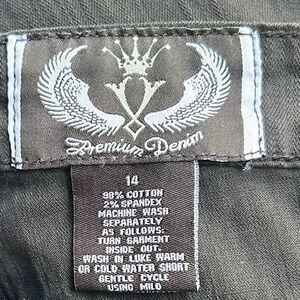 Premium Denim
14
98% COTTON
2% SPANDEX
MACHINE WASH
SEPARATELY
AS FOLLOWS:
TURN GARMENT
INSIDE OUT.
WASH IN LUKE WARM
OR COLD WATER SHORT
GENTLE CYCLE
USING MILD